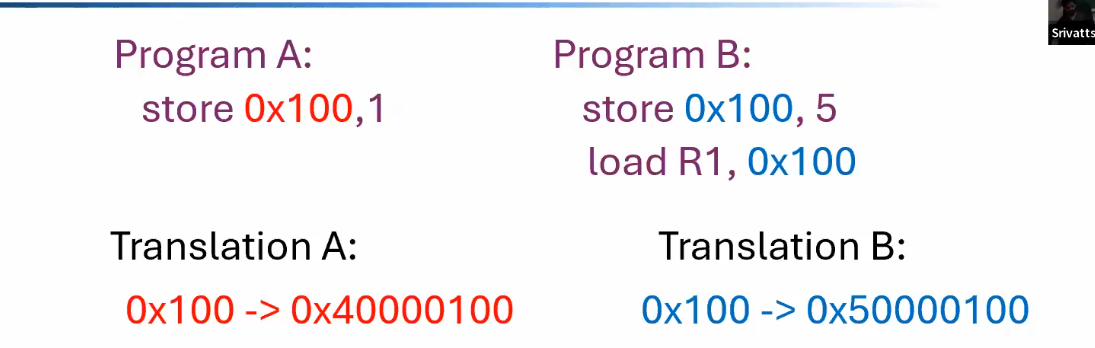 Srivatts
Program A:
store 0x100,1
Program B:
store 0x100, 5
load R1, 0x100
Translation A:
0x100 -> 0x40000100
Translation B:
0x100 -> 0x50000100